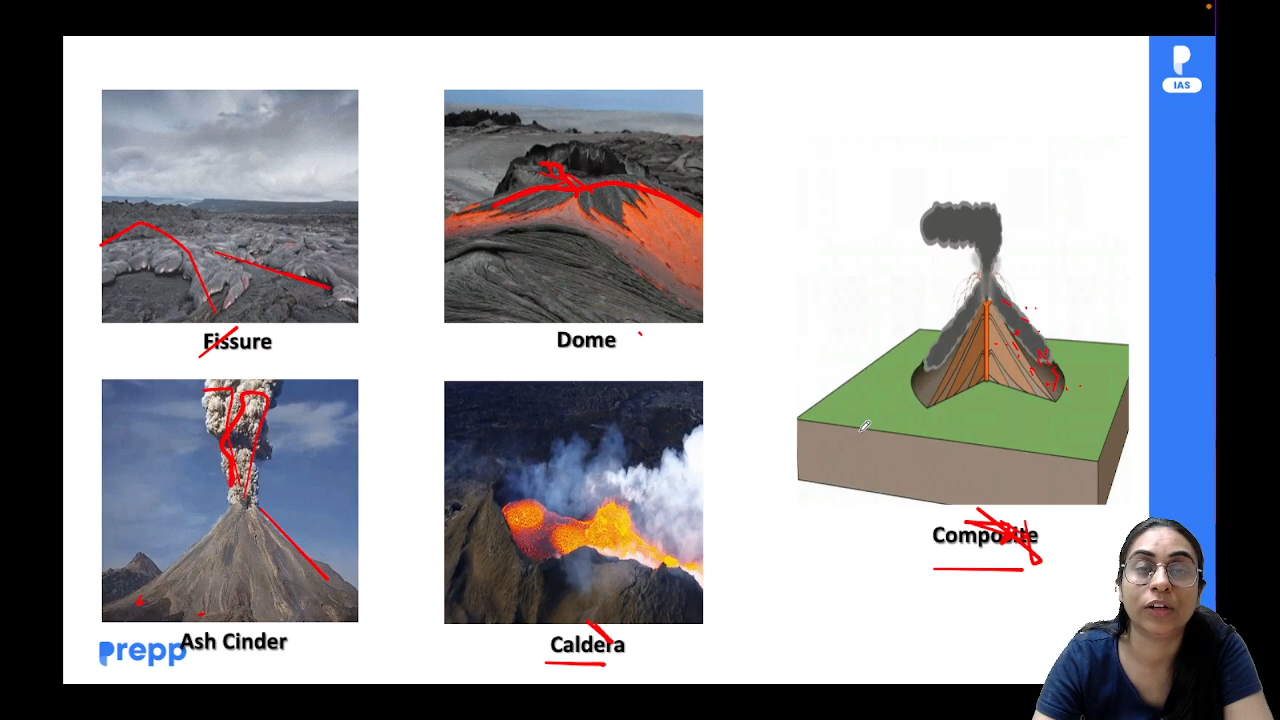 IAS
Fissure
Dome
Ash Cinder
Caldera
Composite
prepp